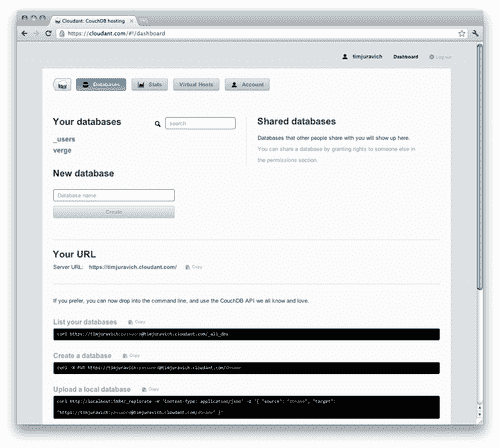 Cloudant: CouchDB hosting
https://cloudant.com/#!/dashboard
timjuravich Dashboard Log out
Databases Stats Virtual Hosts Account
Your databases
search
_users
verge
New database
Database name
Create
Shared databases
Databases that other people share with you will show up here.
You can share a database by granting rights to someone else in
the permissions section.
Your URL
Server URL: https://timjuravich.cloudant.com/ Copy
If you prefer, you can now drop into the command line, and use the CouchDB API we all know and love.
List your databases Copy
curl https://timjuravich:password@timjuravich.cloudant.com/_all_dbs
Create a database Copy
curl -X PUT https://timjuravich:password@timjuravich.cloudant.com/dbname
Upload a local database Copy
curl http://localhost:5984/_replicate -H 'Content-Type: application/json' -d '{ "source": "dbname", "target":
"https://timjuravich:password@timjuravich.cloudant.com/dbname" }'